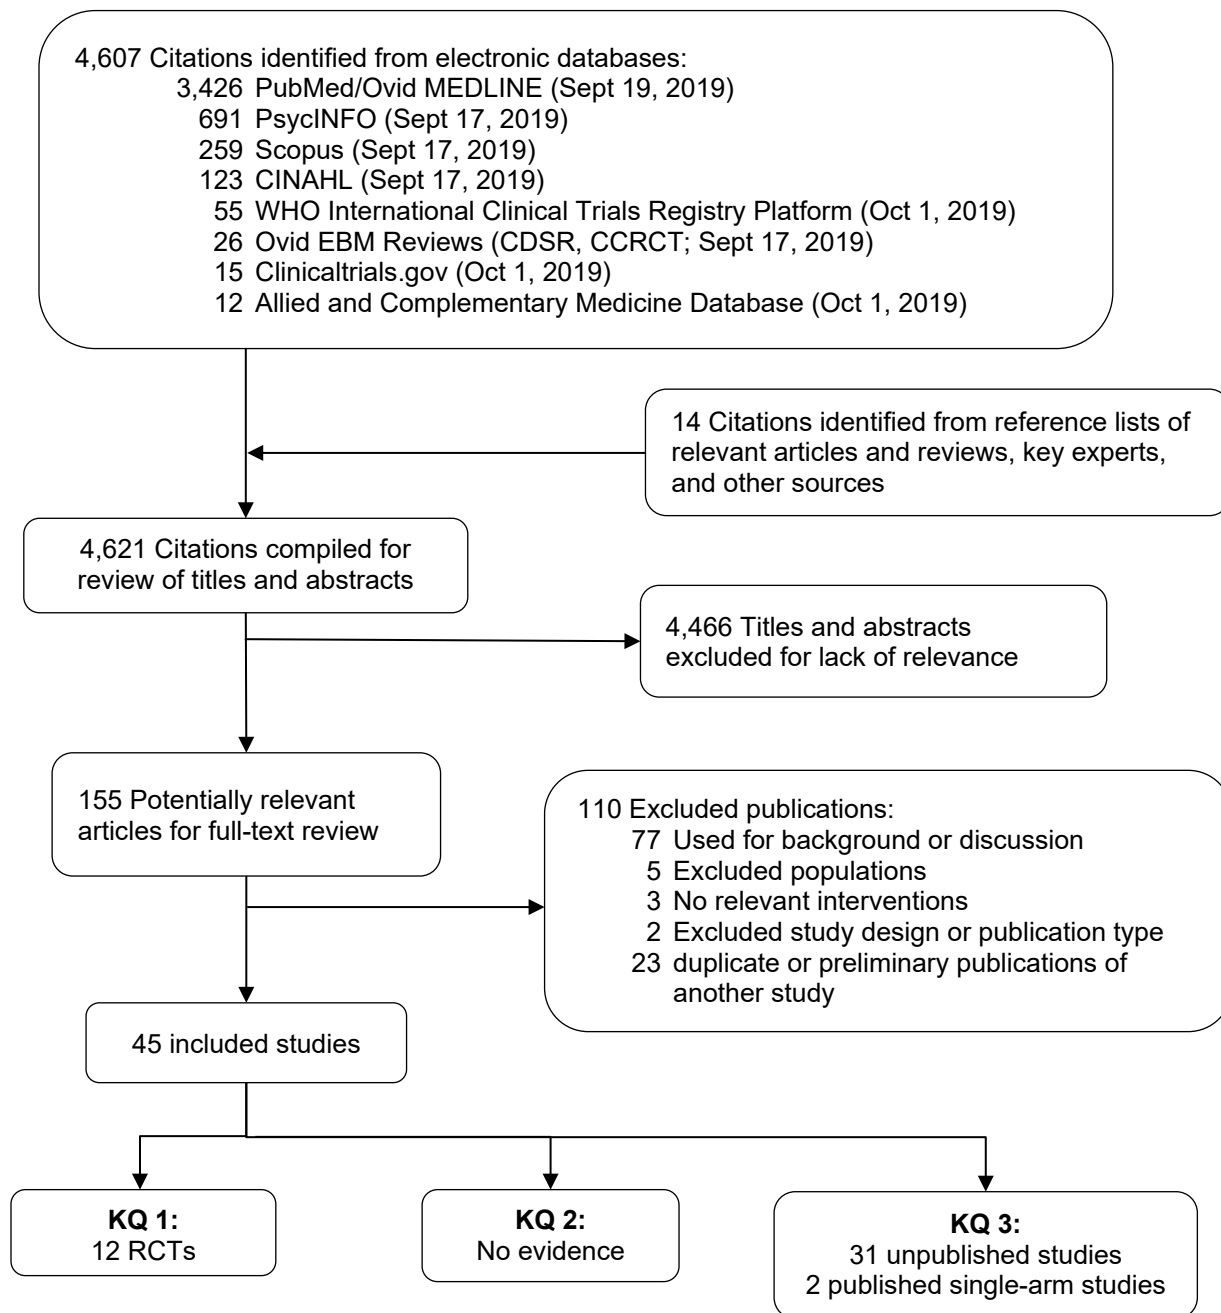 4,607 Citations identified from electronic databases:
3,426 PubMed/Ovid MEDLINE (Sept 19, 2019)
691 PsycINFO (Sept 17, 2019)
259 Scopus (Sept 17, 2019)
123 CINAHL (Sept 17, 2019)
55 WHO International Clinical Trials Registry Platform (Oct 1, 2019)
26 Ovid EBM Reviews (CDSR, CCRCT; Sept 17, 2019)
15 Clinicaltrials.gov (Oct 1, 2019)
12 Allied and Complementary Medicine Database (Oct 1, 2019)
14 Citations identified from reference lists of
relevant articles and reviews, key experts,
and other sources
4,621 Citations compiled for
review of titles and abstracts
4,466 Titles and abstracts
excluded for lack of relevance
155 Potentially relevant
articles for full-text review
110 Excluded publications:
77 Used for background or discussion
5 Excluded populations
3 No relevant interventions
2 Excluded study design or publication type
23 duplicate or preliminary publications of
another study
45 included studies
KQ 1:
12 RCTs
KQ 2:
No evidence
KQ 3:
31 unpublished studies
2 published single-arm studies